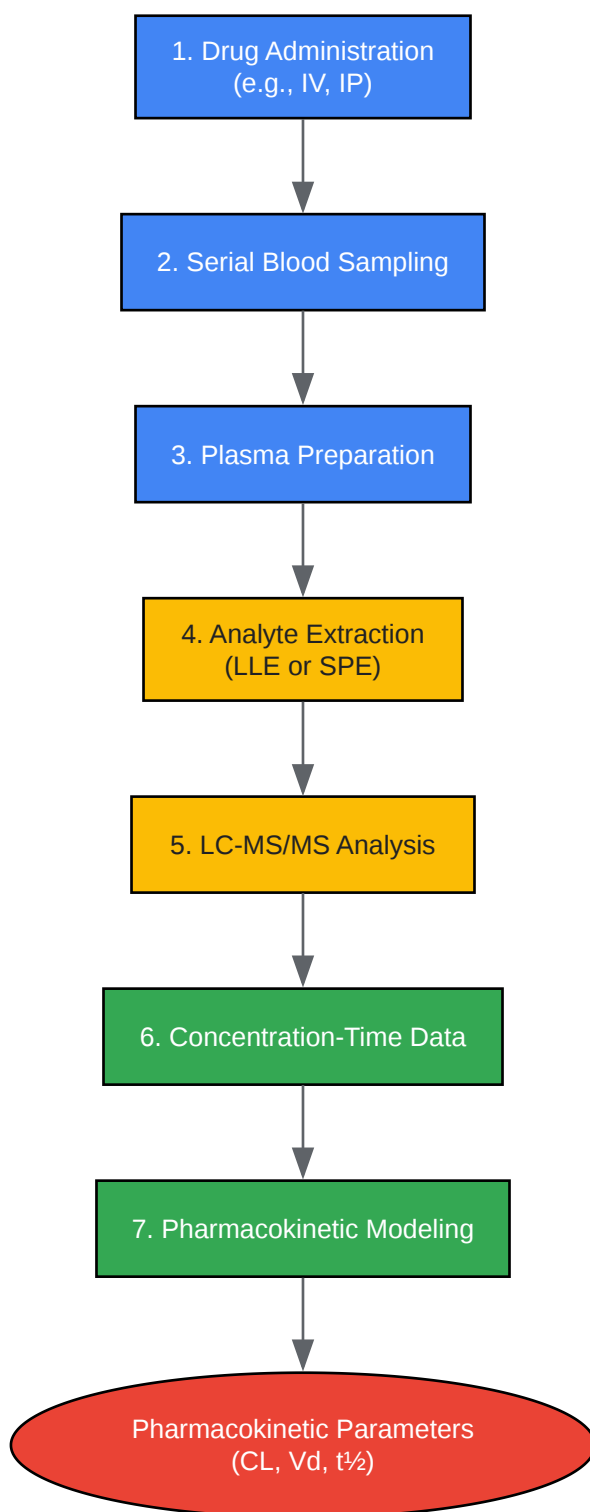 1. Drug Administration
(e.g., IV, IP)
2. Serial Blood Sampling
3. Plasma Preparation
4. Analyte Extraction
(LLE or SPE)
5. LC-MS/MS Analysis
6. Concentration-Time Data
7. Pharmacokinetic Modeling
Pharmacokinetic Parameters
(CL, Vd, t½)